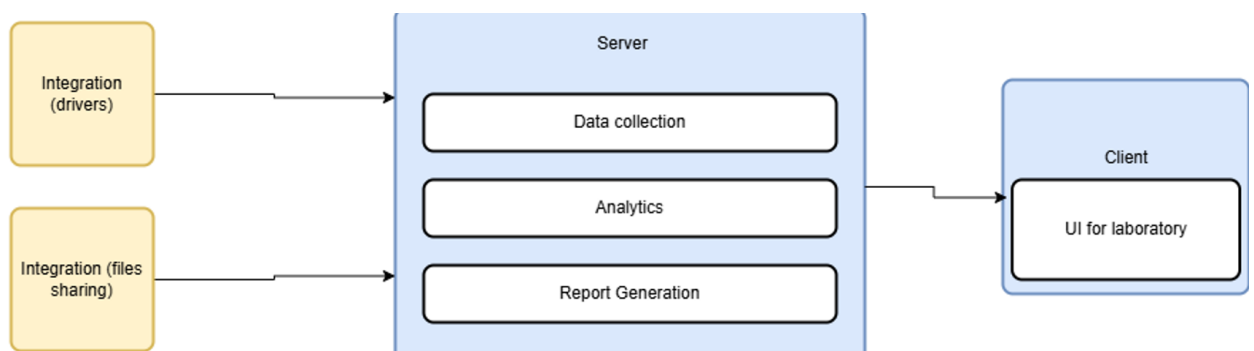 Integration
(drivers)
Integration (files
sharing)
Server
Data collection
Analytics
Report Generation
Client
UI for laboratory